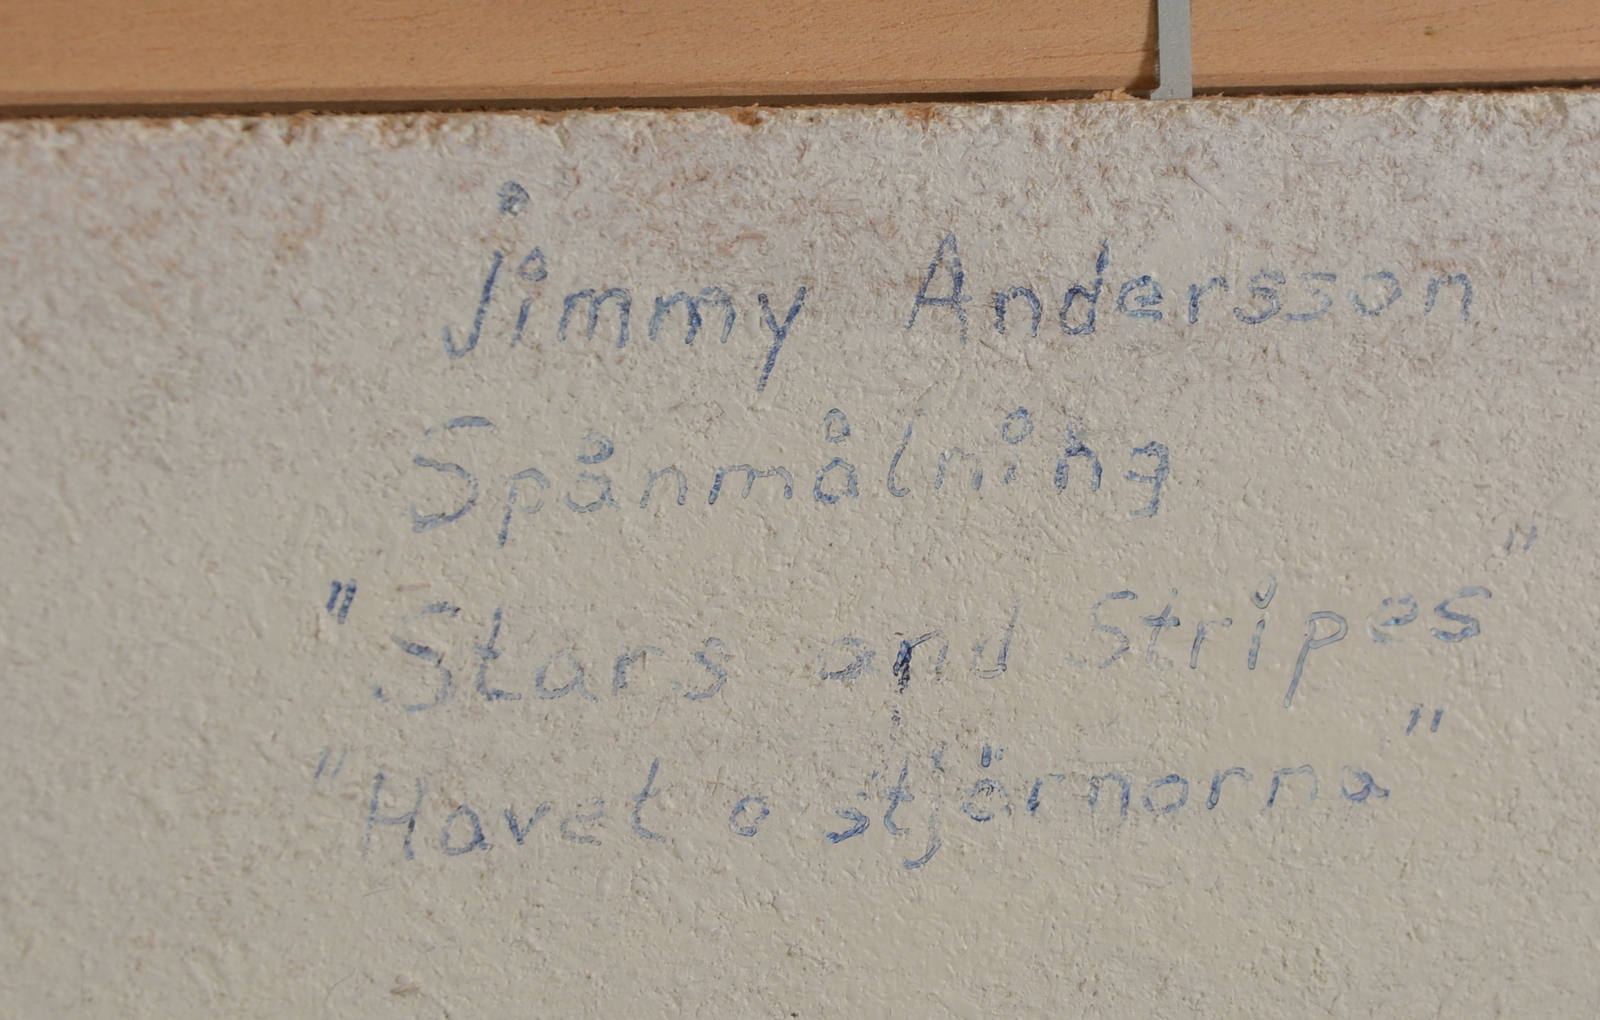 Jimmy Andersson
Spånmålning
"Stars and Stripes"
"Havet o stjärnorna"